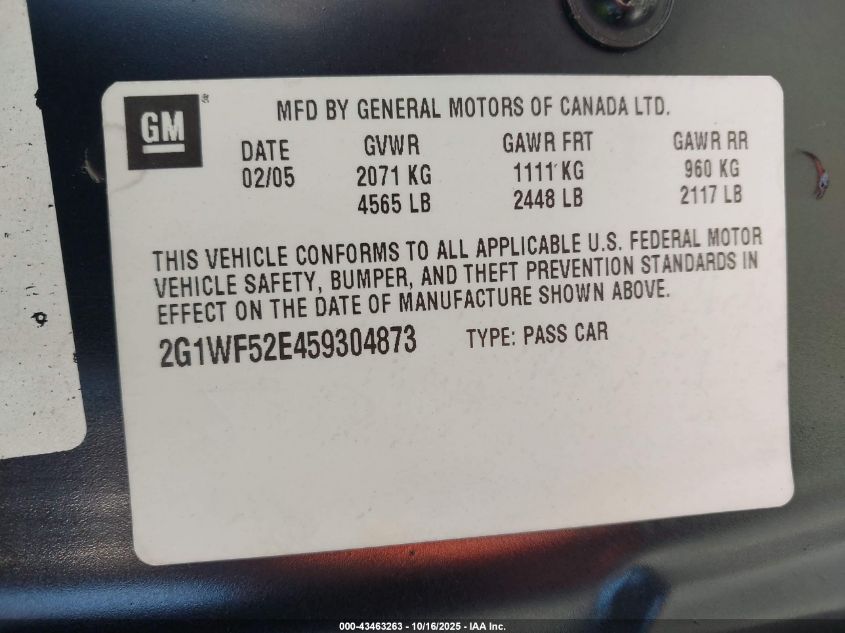 GM
MFD BY GENERAL MOTORS OF CANADA LTD.
DATE GVWR GAWR FRT GAWR RR
02/05 2071 KG 1111 KG 960 KG
4565 LB 2448 LB 2117 LB
THIS VEHICLE CONFORMS TO ALL APPLICABLE U.S. FEDERAL MOTOR
VEHICLE SAFETY, BUMPER, AND THEFT PREVENTION STANDARDS IN
EFFECT ON THE DATE OF MANUFACTURE SHOWN ABOVE.
2G1WF52E459304873 TYPE: PASS CAR
000-43463263 - 10/16/2025 - IAA Inc.